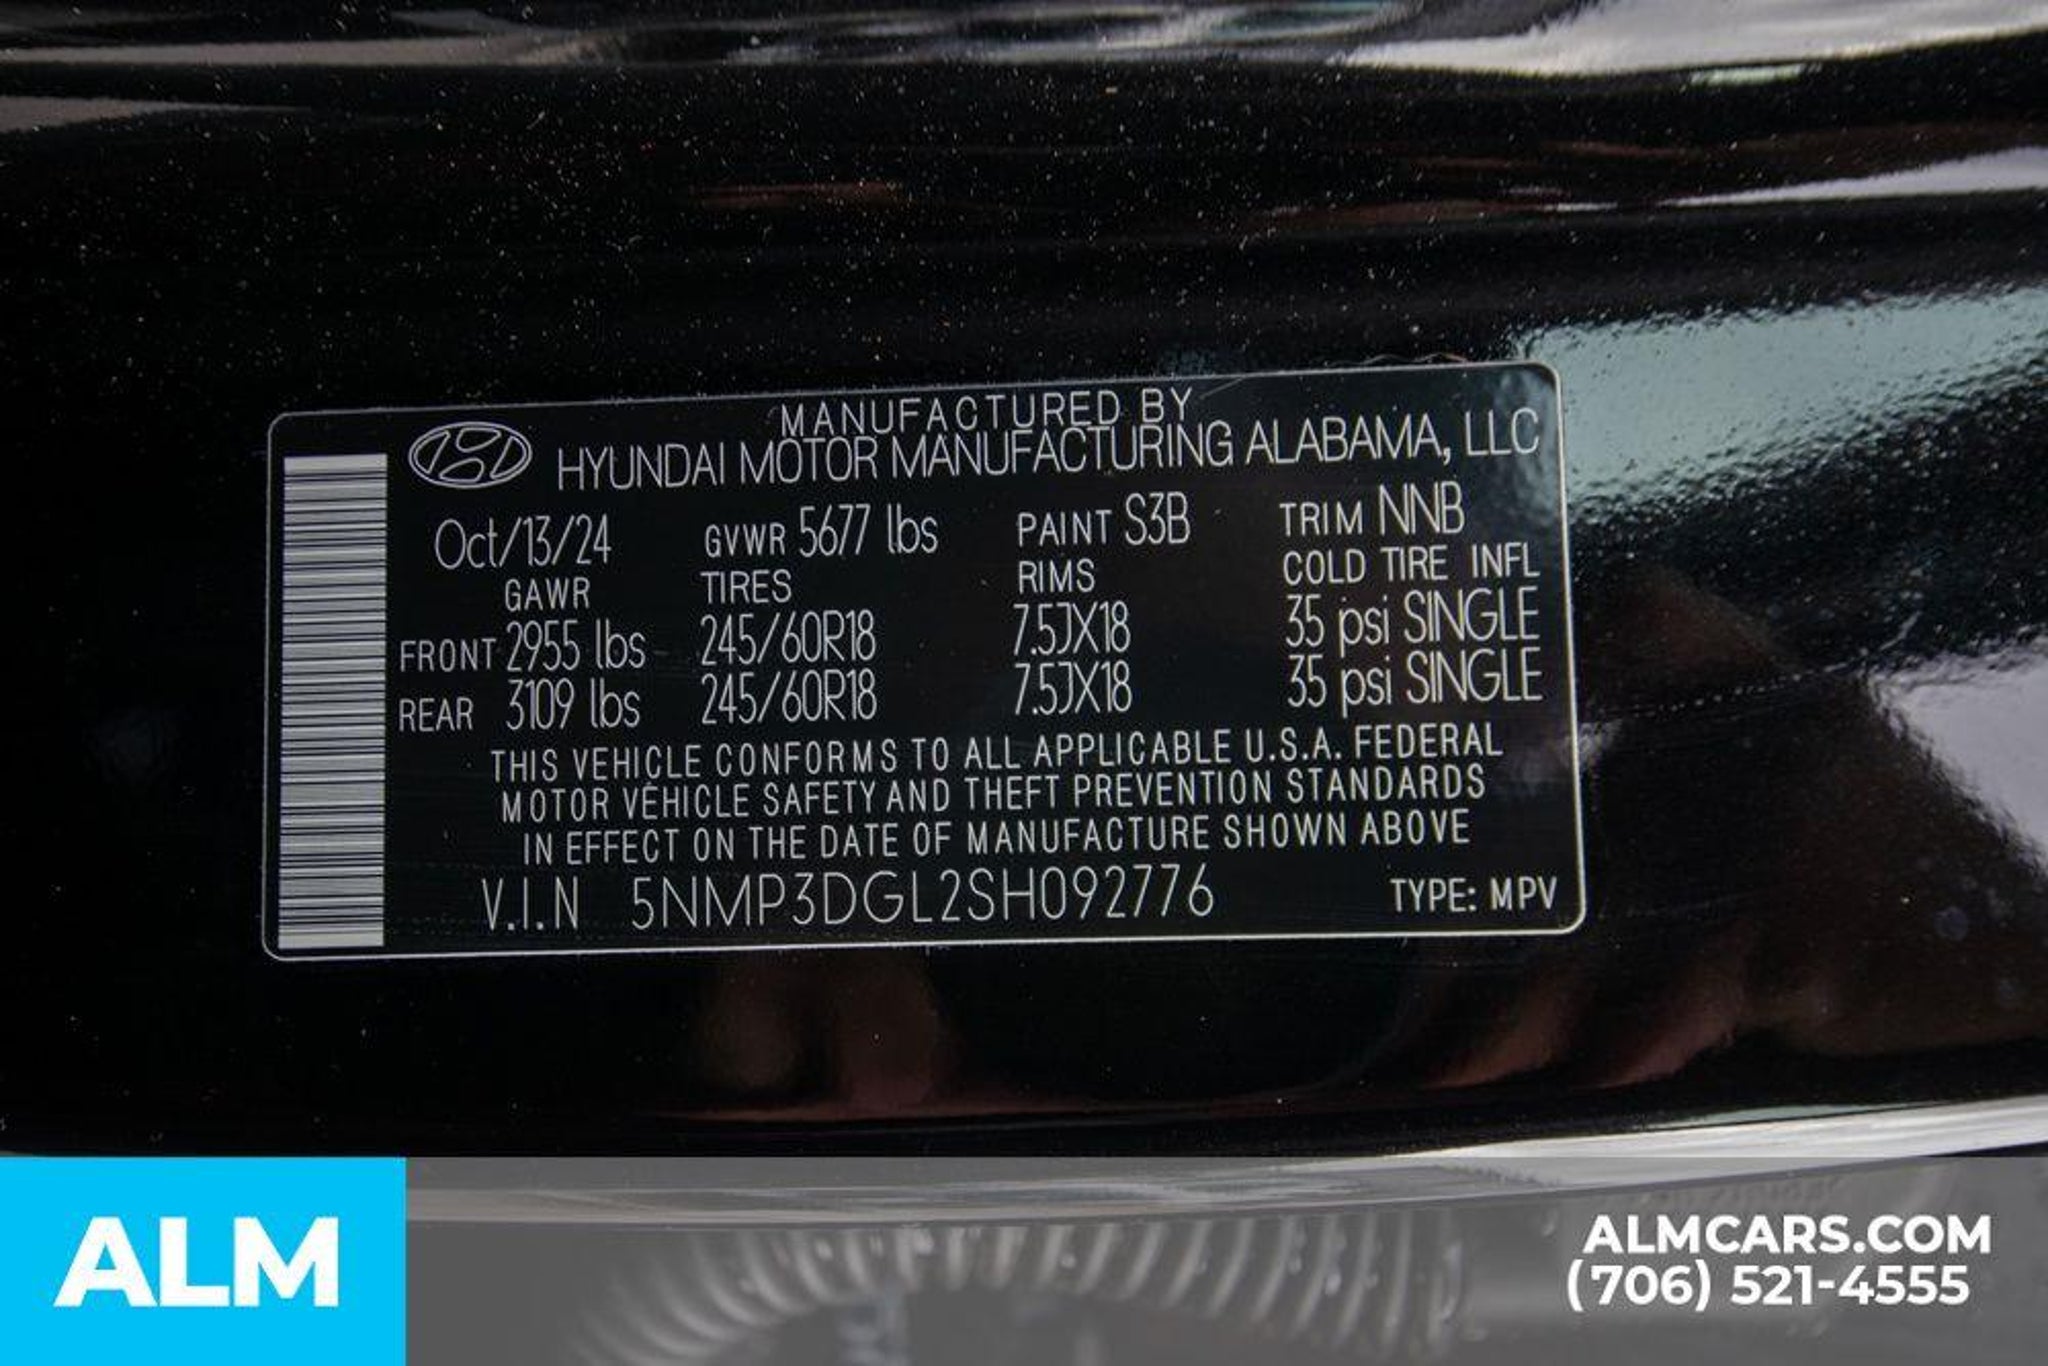 MANUFACTURED BY
HYUNDAI MOTOR MANUFACTURING ALABAMA, LLC
Oct/13/24 GVWR 5677 lbs PAINT S3B TRIM NNB
GAWR TIRES RIMS COLD TIRE INFL
FRONT 2955 lbs 245/60R18 7.5JX18 35 psi SINGLE
REAR 3109 lbs 245/60R18 7.5JX18 35 psi SINGLE
THIS VEHICLE CONFORMS TO ALL APPLICABLE U.S.A. FEDERAL
MOTOR VEHICLE SAFETY AND THEFT PREVENTION STANDARDS
IN EFFECT ON THE DATE OF MANUFACTURE SHOWN ABOVE
V.I.N 5NMP3DGL2SH092776 TYPE: MPV
ALM
ALMCARS.COM
(706) 521-4555